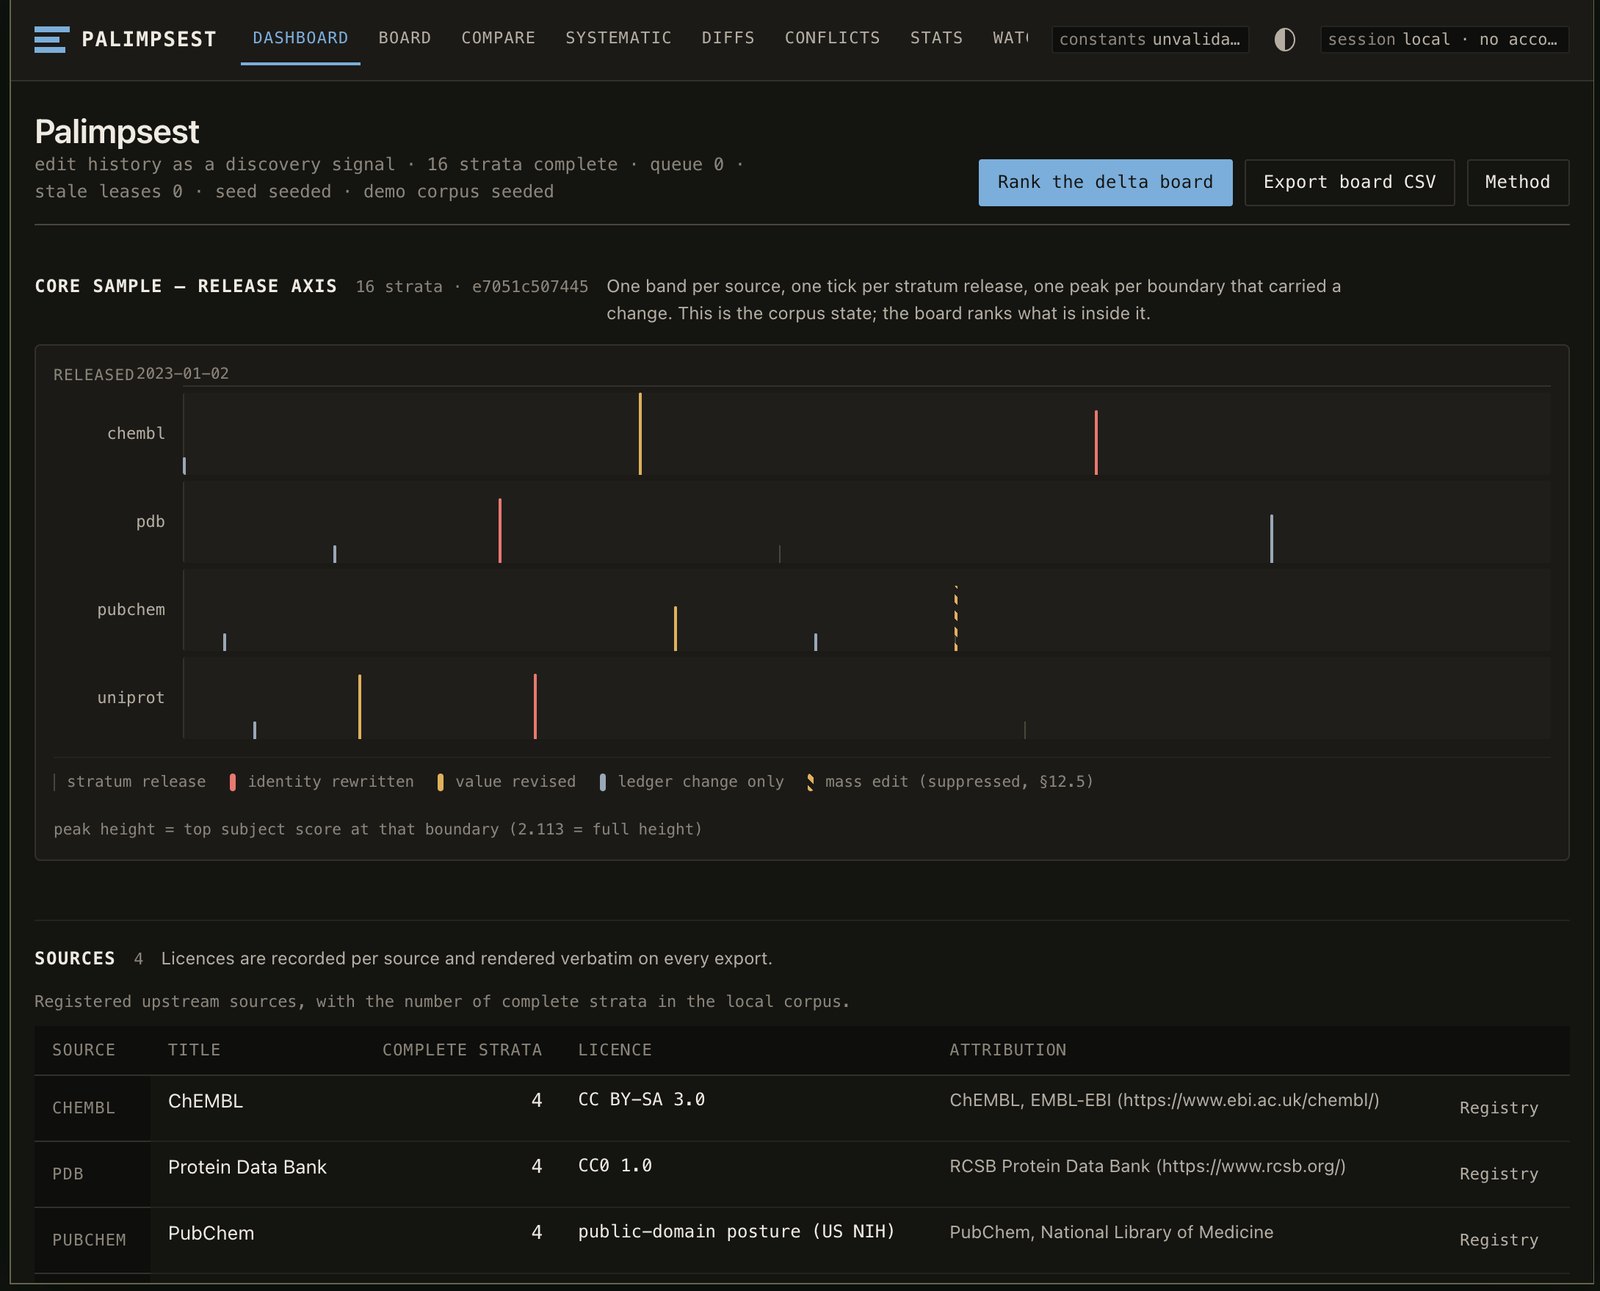 PALIMPSEST DASHBOARD BOARD COMPARE SYSTEMATIC DIFFS CONFLICTS STATS WATC constants unvalida… session local · no acco…
Palimpsest
edit history as a discovery signal · 16 strata complete · queue 0 ·
stale leases 0 · seed seeded · demo corpus seeded
Rank the delta board Export board CSV Method
CORE SAMPLE — RELEASE AXIS 16 strata · e7051c507445 One band per source, one tick per stratum release, one peak per boundary that carried a
change. This is the corpus state; the board ranks what is inside it.
RELEASED 2023-01-02
chembl
pdb
pubchem
uniprot
stratum release identity rewritten value revised ledger change only mass edit (suppressed, §12.5)
peak height = top subject score at that boundary (2.113 = full height)
SOURCES 4 Licences are recorded per source and rendered verbatim on every export.
Registered upstream sources, with the number of complete strata in the local corpus.
SOURCE TITLE COMPLETE STRATA LICENCE ATTRIBUTION
CHEMBL ChEMBL 4 CC BY-SA 3.0 ChEMBL, EMBL-EBI (https://www.ebi.ac.uk/chembl/) Registry
PDB Protein Data Bank 4 CC0 1.0 RCSB Protein Data Bank (https://www.rcsb.org/) Registry
PUBCHEM PubChem 4 public-domain posture (US NIH) PubChem, National Library of Medicine Registry